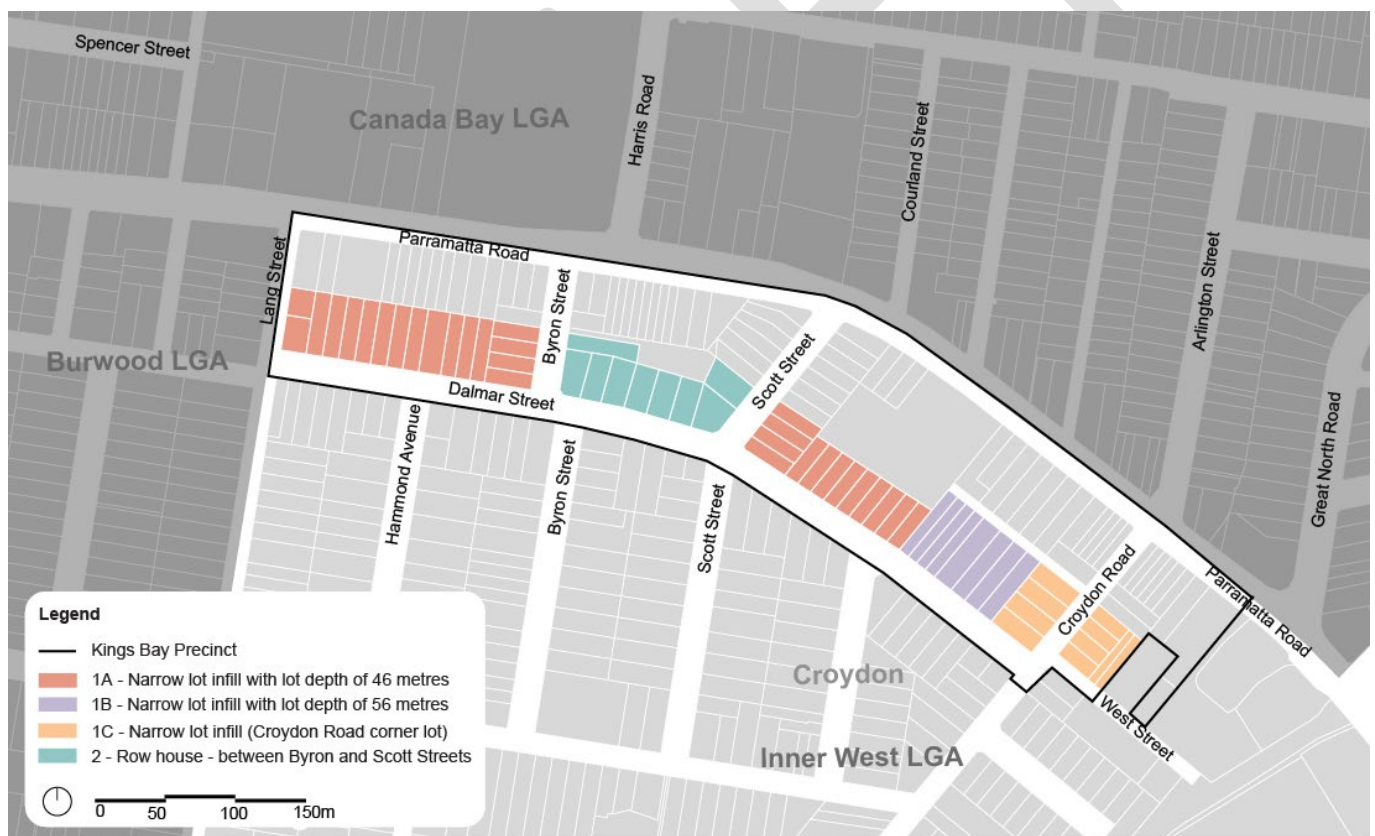 Spencer Street
Canada Bay LGA
Harris Road
Courland Street
Arlington Street
Great North Road
Lang Street
Parramatta Road
Byron Street
Burwood LGA
Dalmar Street
Scott Street
Hammond Avenue
Byron Street
Scott Street
Croydon Road
Parramatta Road
Croydon
West Street
Inner West LGA
Legend
Kings Bay Precinct
1A - Narrow lot infill with lot depth of 46 metres
1B - Narrow lot infill with lot depth of 56 metres
1C - Narrow lot infill (Croydon Road corner lot)
2 - Row house - between Byron and Scott Streets
0 50 100 150m